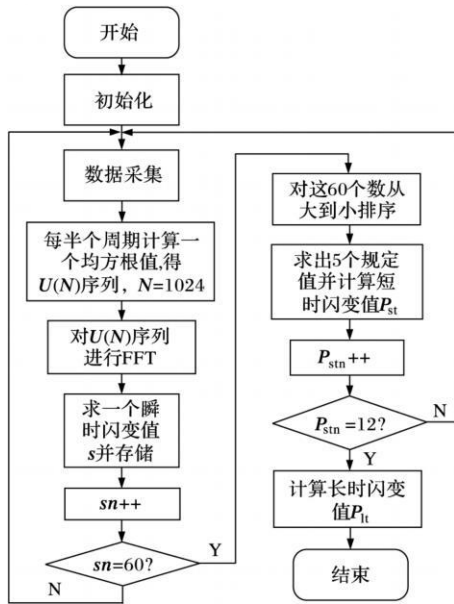 开始
初始化
数据采集
每半个周期计算一
个均方根值,得
U(N)序列，N=1024
对U(N)序列
进行FFT
求一个瞬
时闪变值
s并存储
sn++
sn=60?
Y
N
对这60个数从
大到小排序
求出5个规定
值并计算短
时闪变值Pst
Pstn++
Pstn=12?
N
Y
计算长时闪变
值Plt
结束